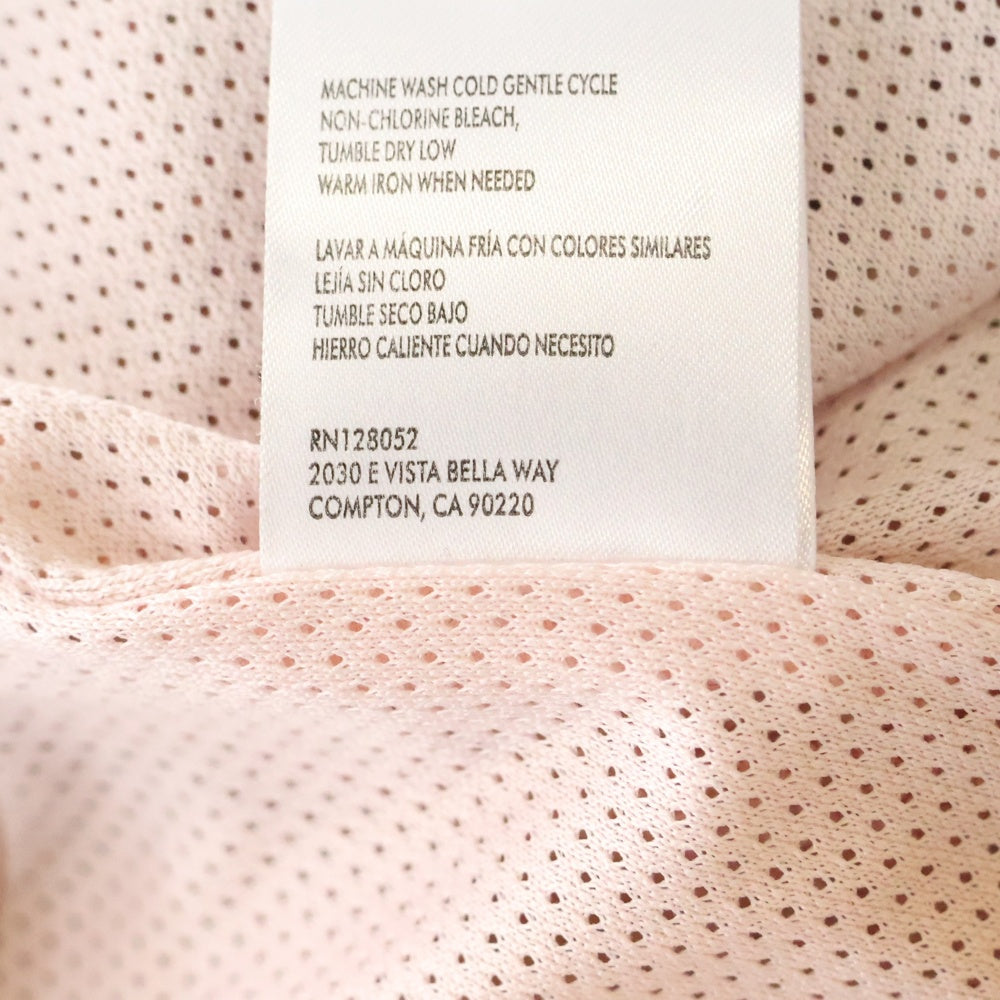 MACHINE WASH COLD GENTLE CYCLE
NON-CHLORINE BLEACH,
TUMBLE DRY LOW
WARM IRON WHEN NEEDED
LAVAR A MÁQUINA FRÍA CON COLORES SIMILARES
LEJÍA SIN CLORO
TUMBLE SECO BAJO
HIERRO CALIENTE CUANDO NECESITO
RN128052
2030 E VISTA BELLA WAY
COMPTON, CA 90220